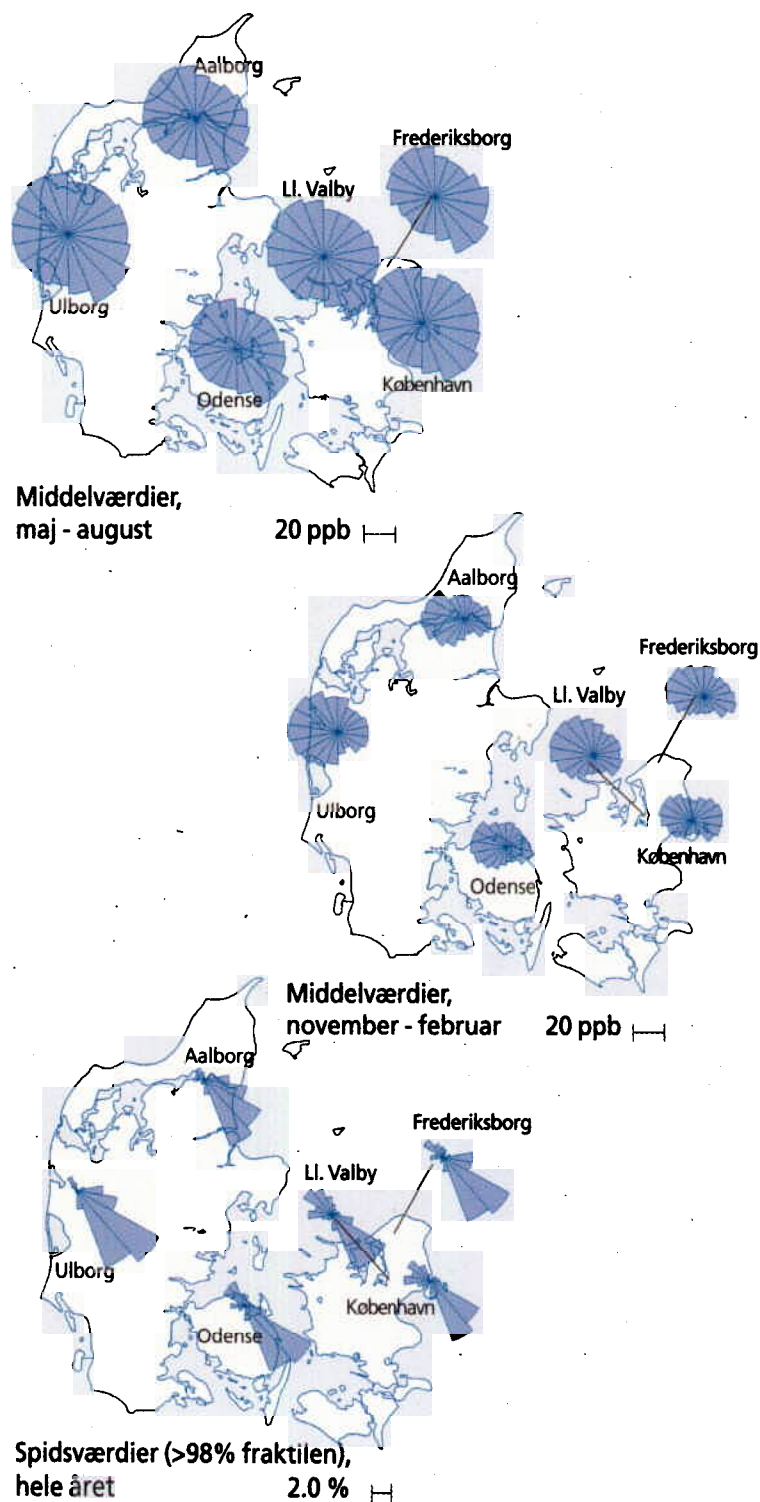 Aalborg
Frederiksborg
Ll. Valby
Ulborg
Odense
København
Middelværdier,
maj - august 20 ppb
Aalborg
Frederiksborg
Ll. Valby
Ulborg
København
Odense
Middelværdier,
november - februar 20 ppb
Aalborg
Frederiksborg
Ll. Valby
Ulborg
København
Odense
Spidsværdier (>98% fraktilen),
hele året 2.0 %